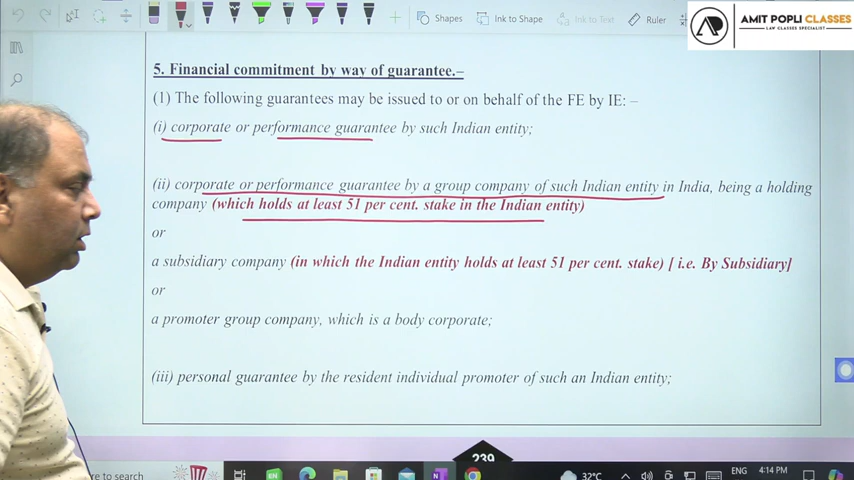 Shapes
Ink to Shape
Ink to Text
Ruler
AMIT POPLI CLASSES
LAW CLASSES SPECIALIST
5. Financial commitment by way of guarantee.–
(1) The following guarantees may be issued to or on behalf of the FE by IE: –
(i) corporate or performance guarantee by such Indian entity;
(ii) corporate or performance guarantee by a group company of such Indian entity in India, being a holding
company (which holds at least 51 per cent. stake in the Indian entity)
or
a subsidiary company (in which the Indian entity holds at least 51 per cent. stake) [ i.e. By Subsidiary]
or
a promoter group company, which is a body corporate;
(iii) personal guarantee by the resident individual promoter of such an Indian entity;
239
re to search
32°C
ENG
4:14 PM